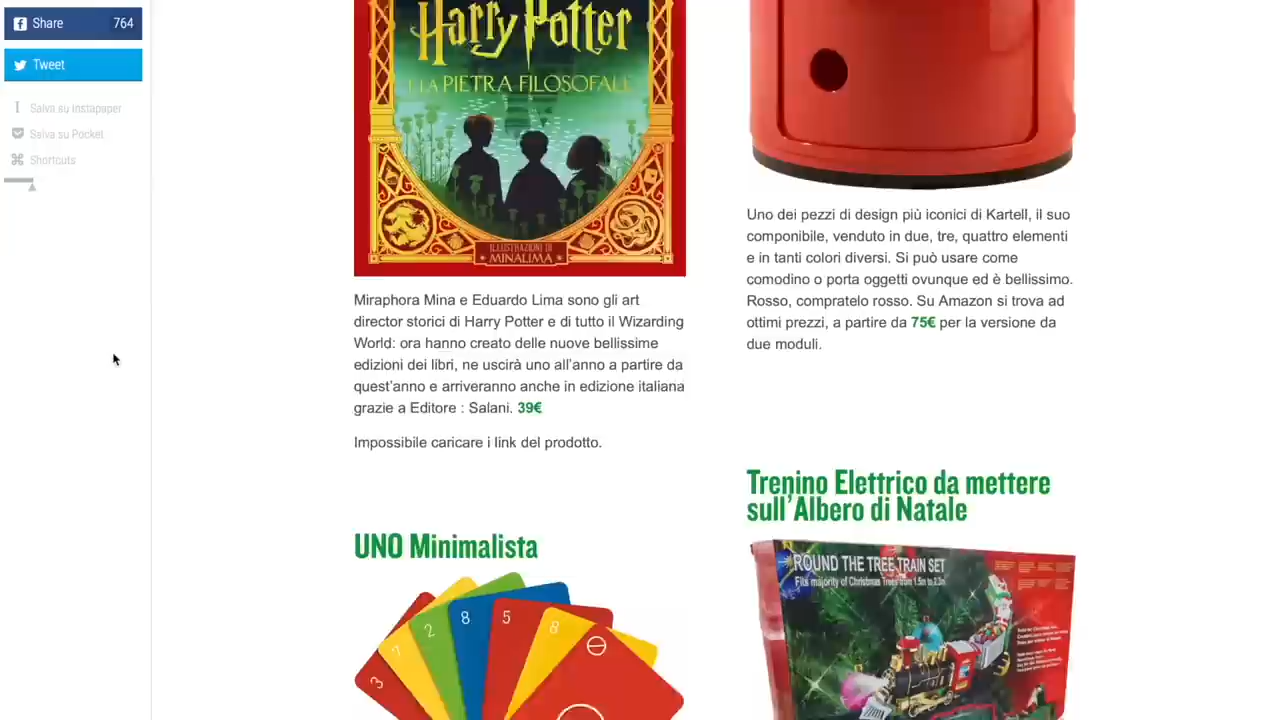 Share 764
Tweet
Salva su Instapaper
Salva su Pocket
Shortcuts
Harry Potter
E LA PIETRA FILOSOFALE
ILLUSTRAZIONI DI
MINALIMA
Miraphora Mina e Eduardo Lima sono gli art
director storici di Harry Potter e di tutto il Wizarding
World: ora hanno creato delle nuove bellissime
edizioni dei libri, ne uscirà uno all'anno a partire da
quest'anno e arriveranno anche in edizione italiana
grazie a Editore : Salani. 39€
Impossibile caricare i link del prodotto.
UNO Minimalista
3
7
2
8
5
8
Uno dei pezzi di design più iconici di Kartell, il suo
componibile, venduto in due, tre, quattro elementi
e in tanti colori diversi. Si può usare come
comodino o porta oggetti ovunque ed è bellissimo.
Rosso, compratelo rosso. Su Amazon si trova ad
ottimi prezzi, a partire da 75€ per la versione da
due moduli.
Trenino Elettrico da mettere
sull'Albero di Natale
ROUND THE TREE TRAIN SET
Fits majority of Christmas Trees from 1.5m to 2.3m